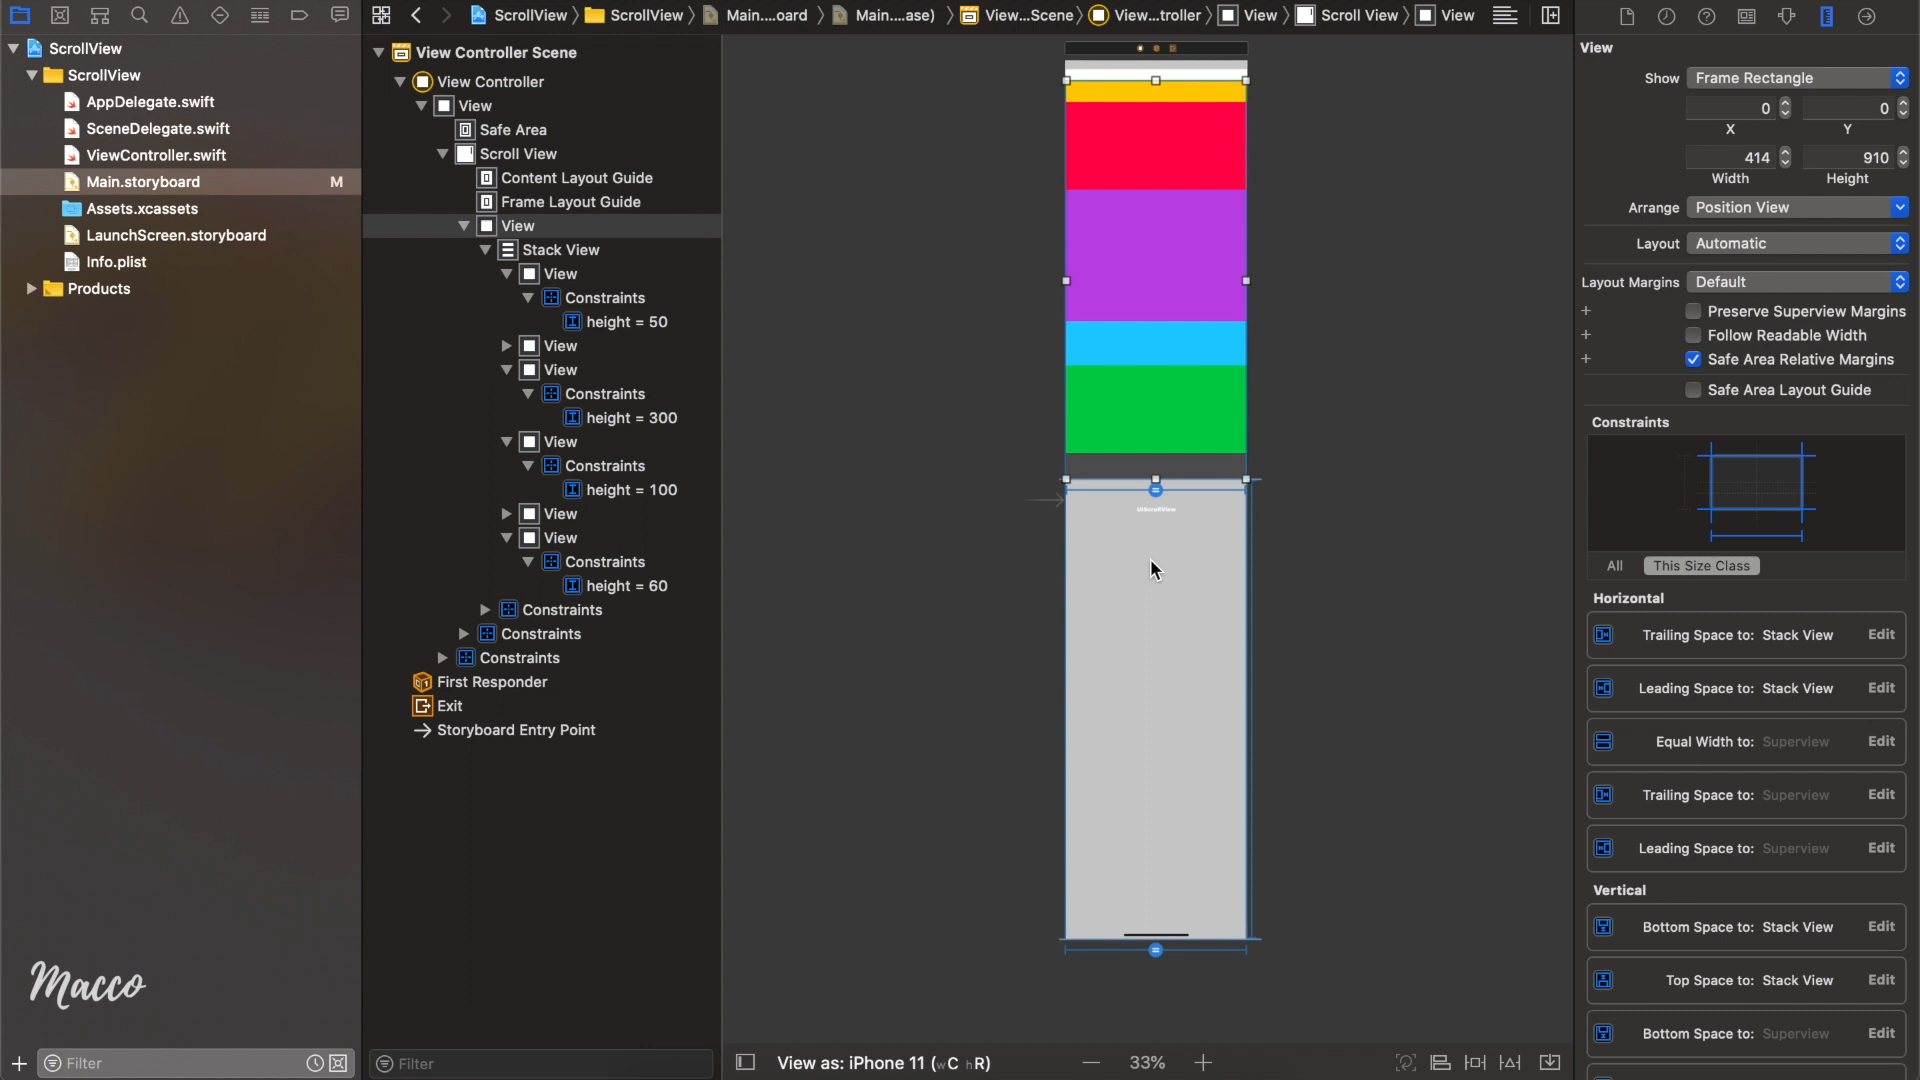 ScrollView
ScrollView
AppDelegate.swift
SceneDelegate.swift
ViewController.swift
Main.storyboard M
Assets.xcassets
LaunchScreen.storyboard
Info.plist
Products
Macco
Filter
ScrollView
ScrollView
Main....oard
Main....ase)
View...Scene
View...troller
View
Scroll View
View
View Controller Scene
View Controller
View
Safe Area
Scroll View
Content Layout Guide
Frame Layout Guide
View
Stack View
View
Constraints
height = 50
View
View
Constraints
height = 300
View
Constraints
height = 100
View
View
Constraints
height = 60
Constraints
Constraints
Constraints
First Responder
Exit
Storyboard Entry Point
Filter
UIScrollView
View as: iPhone 11 (wC hR)
33%
View
Show Frame Rectangle
0 0
X Y
414 910
Width Height
Arrange Position View
Layout Automatic
Layout Margins Default
Preserve Superview Margins
Follow Readable Width
Safe Area Relative Margins
Safe Area Layout Guide
Constraints
All This Size Class
Horizontal
Trailing Space to: Stack View Edit
Leading Space to: Stack View Edit
Equal Width to: Superview Edit
Trailing Space to: Superview Edit
Leading Space to: Superview Edit
Vertical
Bottom Space to: Stack View Edit
Top Space to: Stack View Edit
Bottom Space to: Superview Edit